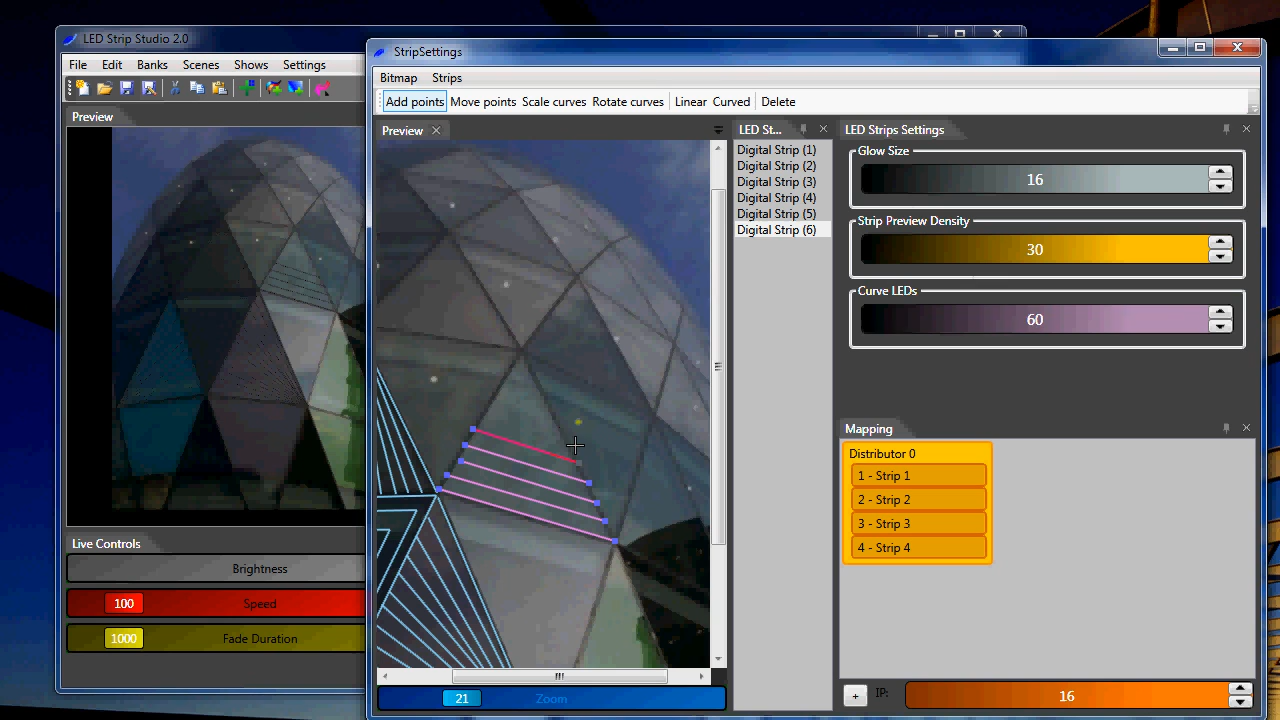 LED Strip Studio 2.0
File Edit Banks Scenes Shows Settings
Preview
Live Controls
Brightness
100 Speed
1000 Fade Duration
StripSettings
Bitmap Strips
Add points Move points Scale curves Rotate curves Linear Curved Delete
Preview
21 Zoom
LED St...
Digital Strip (1)
Digital Strip (2)
Digital Strip (3)
Digital Strip (4)
Digital Strip (5)
Digital Strip (6)
LED Strips Settings
Glow Size
16
Strip Preview Density
30
Curve LEDs
60
Mapping
Distributor 0
1 - Strip 1
2 - Strip 2
3 - Strip 3
4 - Strip 4
+ IP: 16